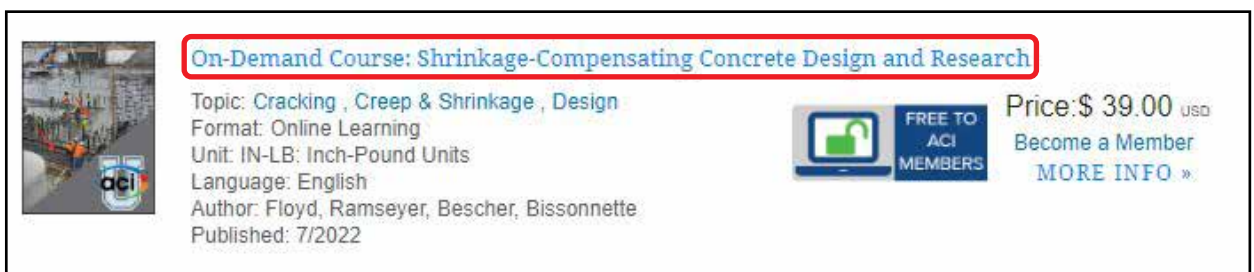 On-Demand Course: Shrinkage-Compensating Concrete Design and Research
Topic: Cracking , Creep & Shrinkage , Design
Format: Online Learning
Unit: IN-LB: Inch-Pound Units
Language: English
Author: Floyd, Ramseyer, Bescher, Bissonnette
Published: 7/2022
aci
FREE TO
ACI
MEMBERS
Price:$ 39.00 USD
Become a Member
MORE INFO »